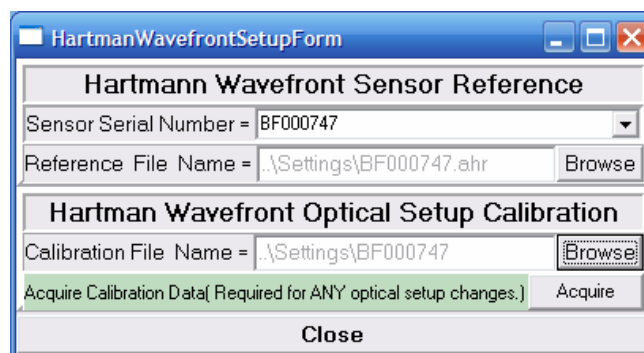 HartmanWavefrontSetupForm
Hartmann Wavefront Sensor Reference
Sensor Serial Number = BF000747
Reference File Name = ..\Settings\BF000747.ahr Browse
Hartman Wavefront Optical Setup Calibration
Calibration File Name = ..\Settings\BF000747 Browse
Acquire Calibration Data( Required for ANY optical setup changes.) Acquire
Close